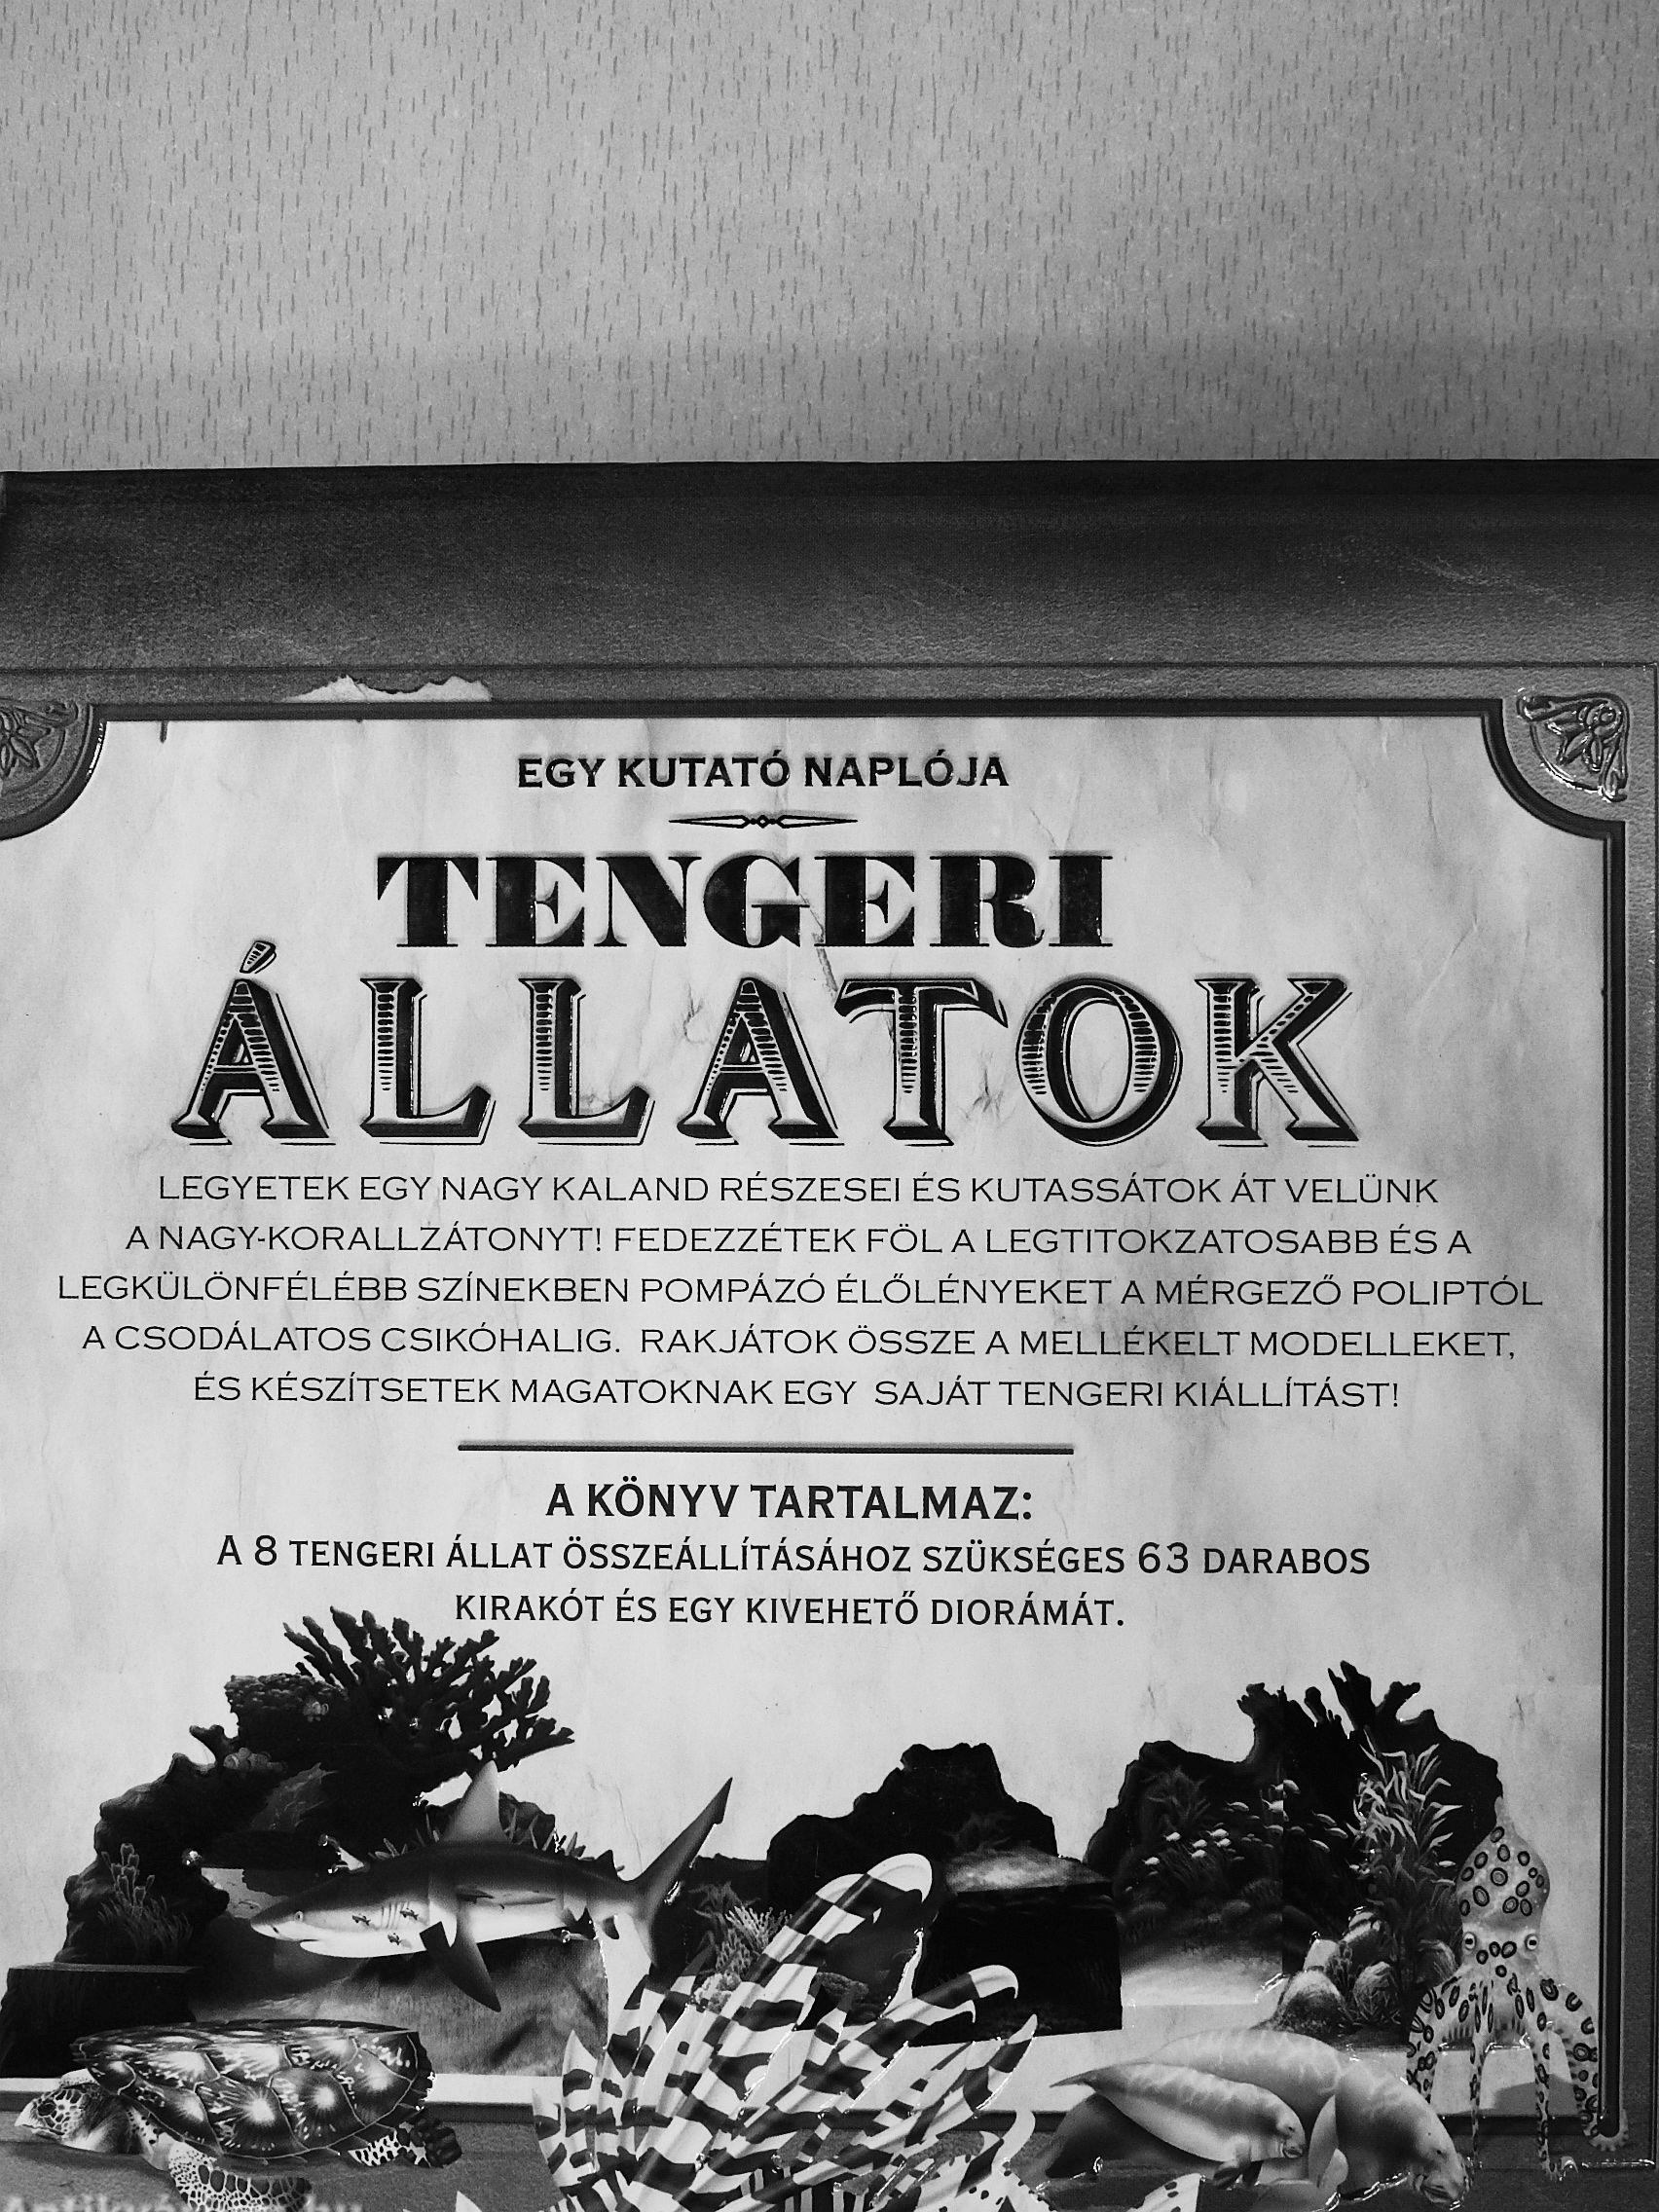 EGY KUTATÓ NAPLÓJA
TENGERI
ÁLLATOK
LEGYETEK EGY NAGY KALAND RÉSZESEI ÉS KUTASSÁTOK ÁT VELÜNK
A NAGY-KORALLZÁTONYT! FEDEZZÉTEK FÖL A LEGTITOKZATOSABB ÉS A
LEGKÜLÖNFÉLÉBB SZÍNEKBEN POMPÁZÓ ÉLŐLÉNYEKET A MÉRGEZŐ POLIPTÓL
A CSODÁLATOS CSIKÓHALIG. RAKJÁTOK ÖSSZE A MELLÉKELT MODELLEKET,
ÉS KÉSZÍTSETEK MAGATOKNAK EGY SAJÁT TENGERI KIÁLLÍTÁST!
A KÖNYV TARTALMAZ:
A 8 TENGERI ÁLLAT ÖSSZEÁLLÍTÁSÁHOZ SZÜKSÉGES 63 DARABOS
KIRAKÓT ÉS EGY KIVEHETŐ DIORÁMÁT.